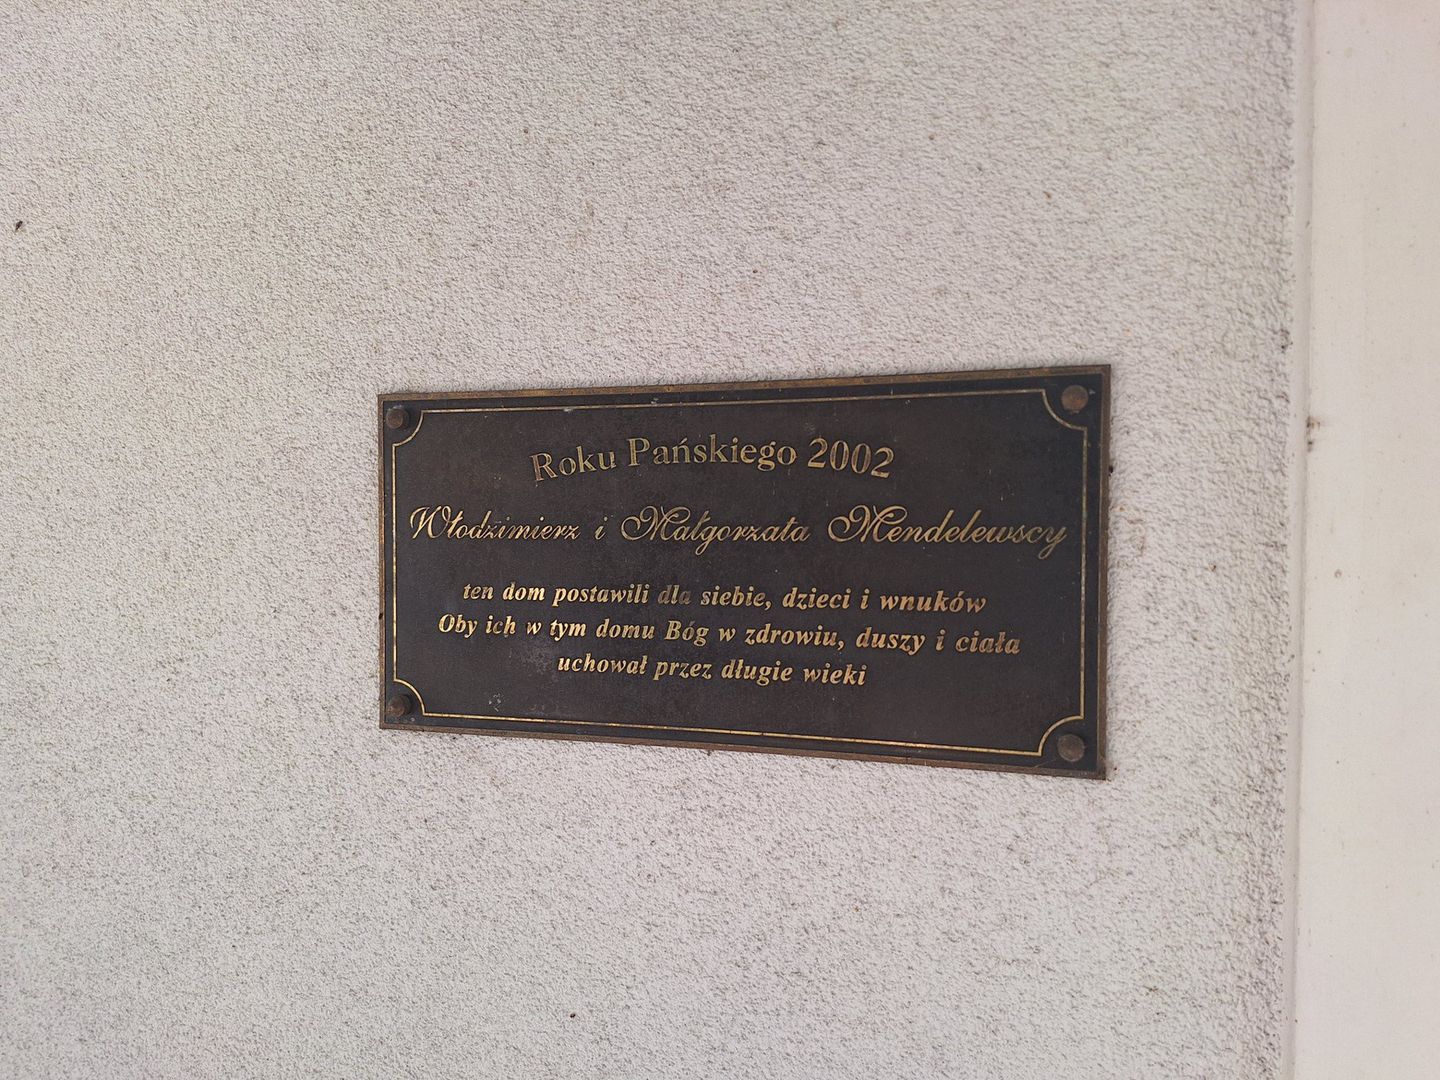 Roku Pańskiego 2002
Włodzimierz i Małgorzata Mendelewscy
ten dom postawili dla siebie, dzieci i wnuków
Oby ich w tym domu Bóg w zdrowiu, duszy i ciała
uchował przez długie wieki